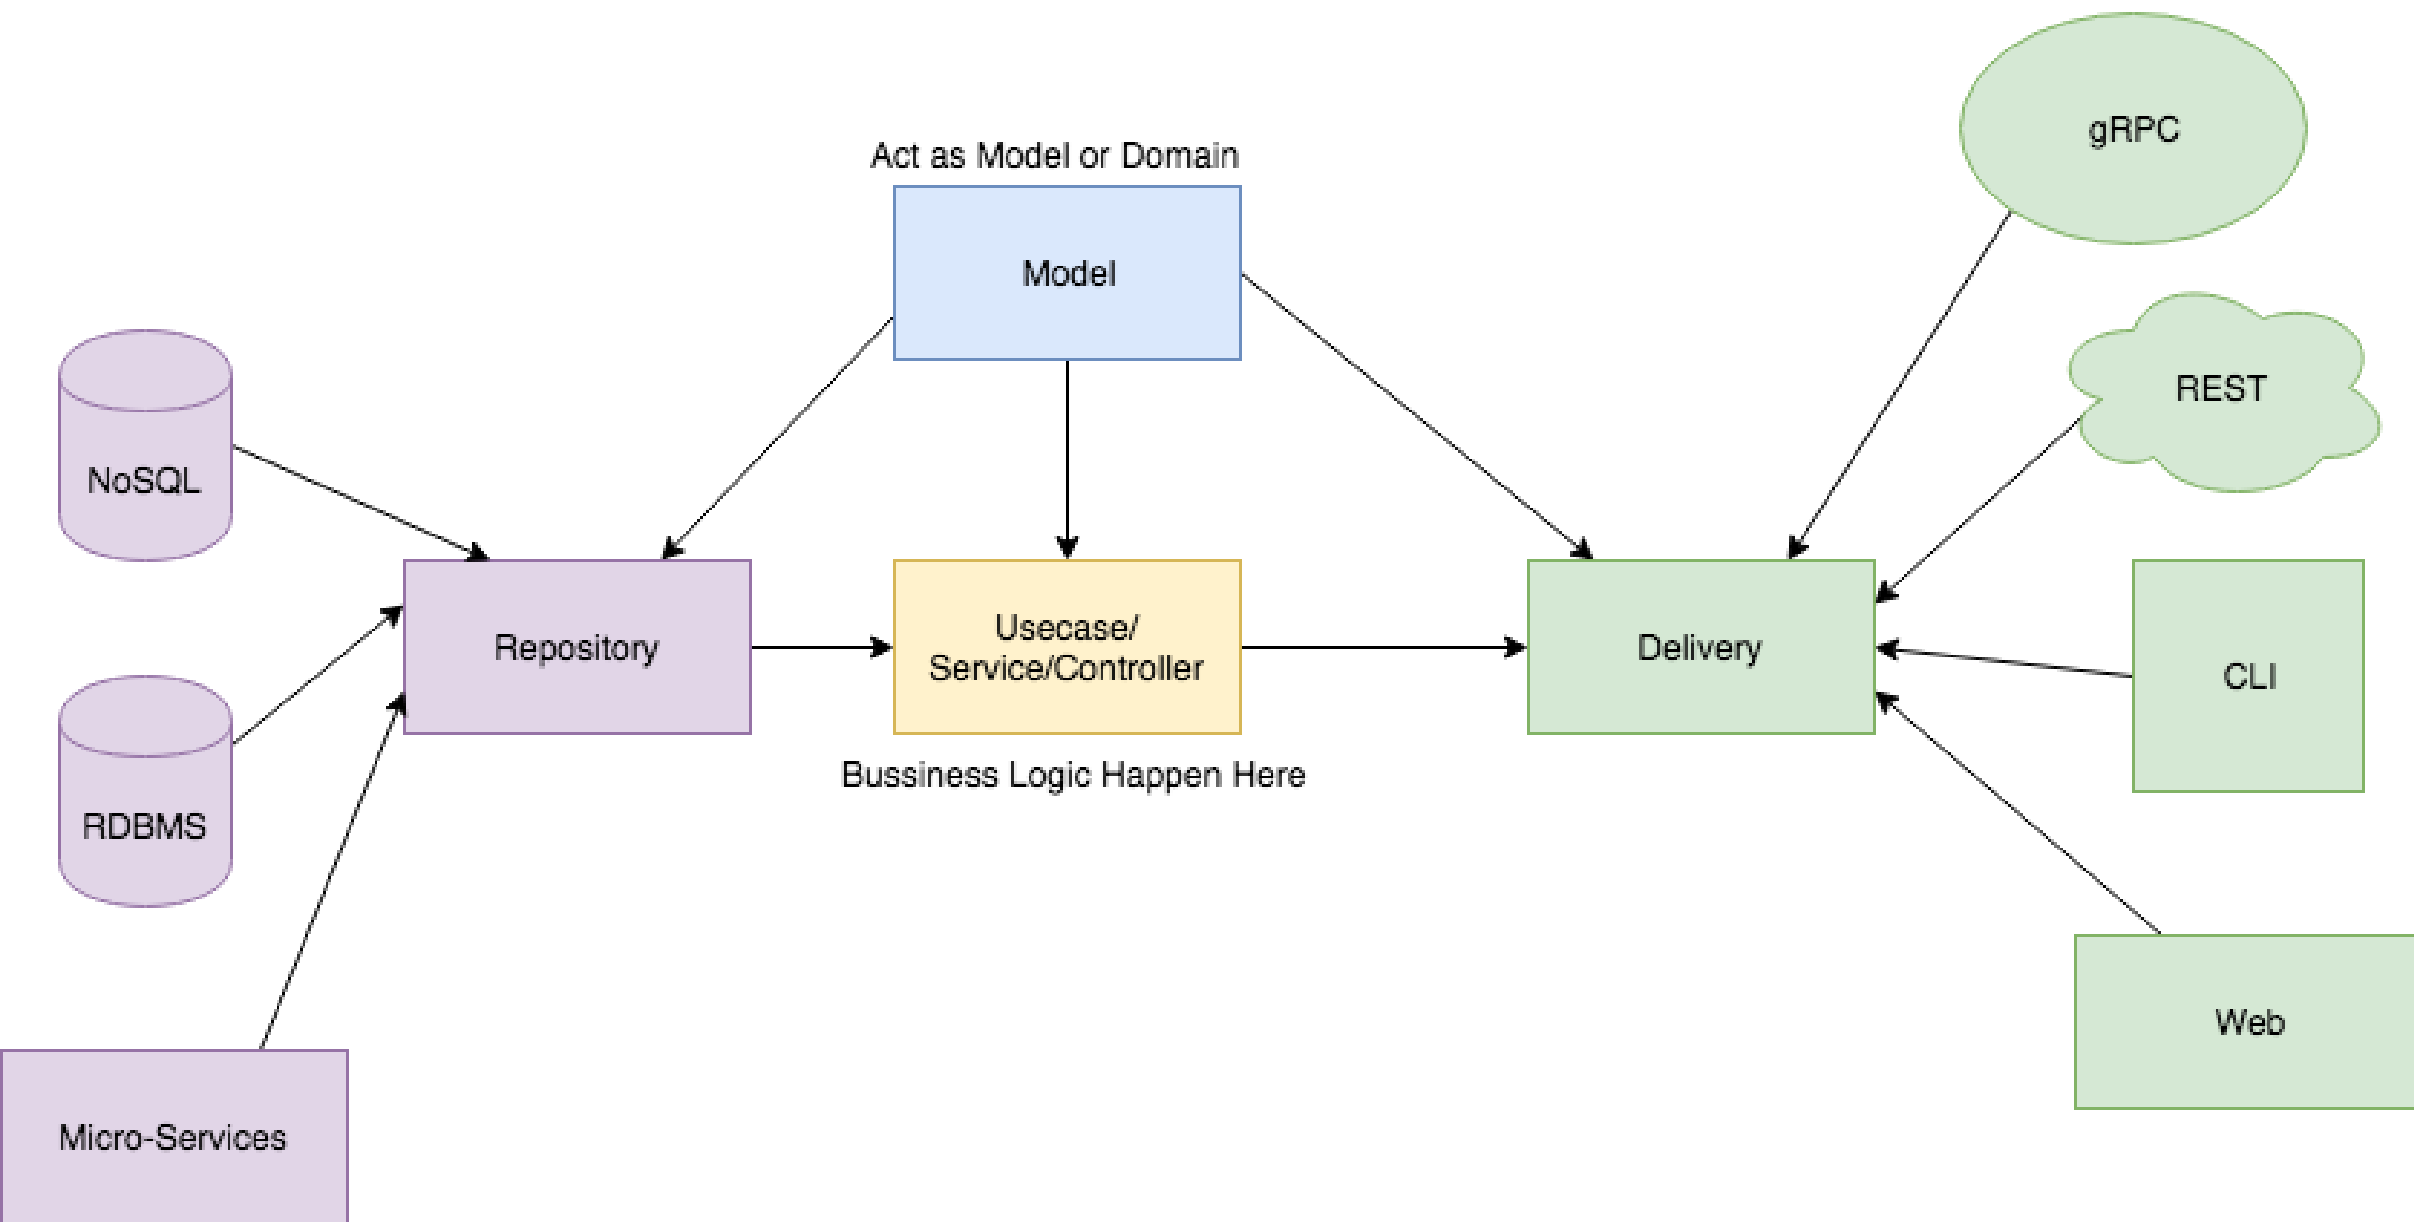 gRPC
Act as Model or Domain
Model
REST
NoSQL
Repository
Usecase/
Service/Controller
Delivery
CLI
Bussiness Logic Happen Here
RDBMS
Web
Micro-Services